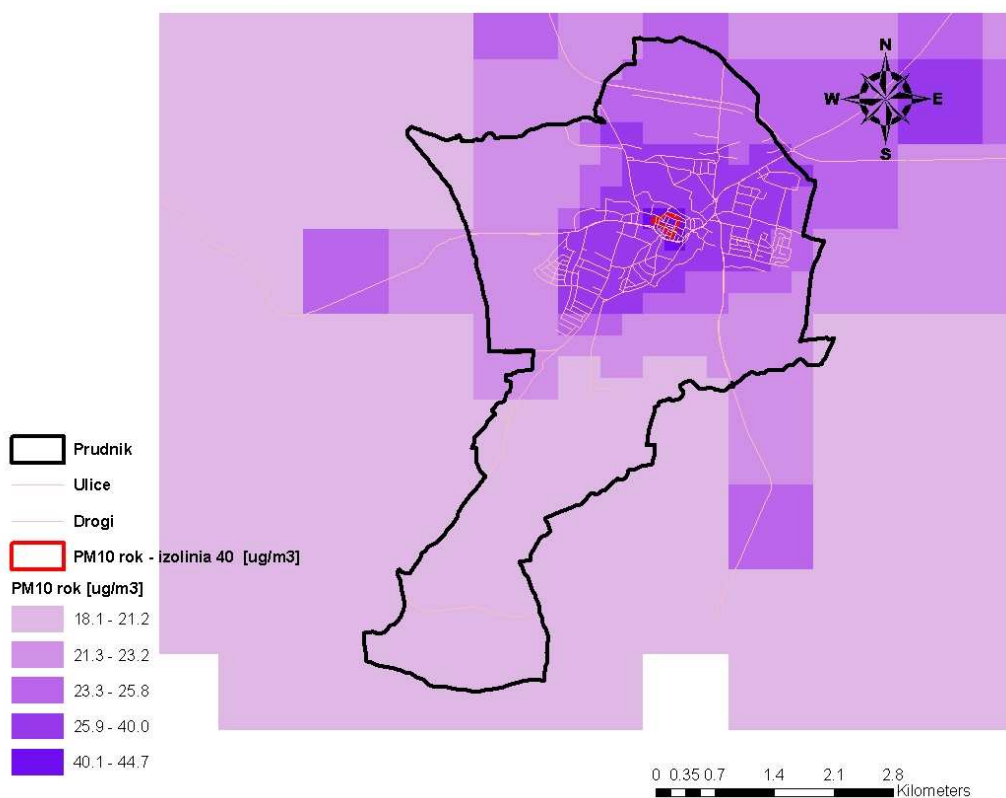 N
W E
S
Prudnik
Ulice
Drogi
PM10 rok - izolinia 40 [ug/m3]
PM10 rok [ug/m3]
18.1 - 21.2
21.3 - 23.2
23.3 - 25.8
25.9 - 40.0
40.1 - 44.7
0 0.35 0.7 1.4 2.1 2.8
Kilometers